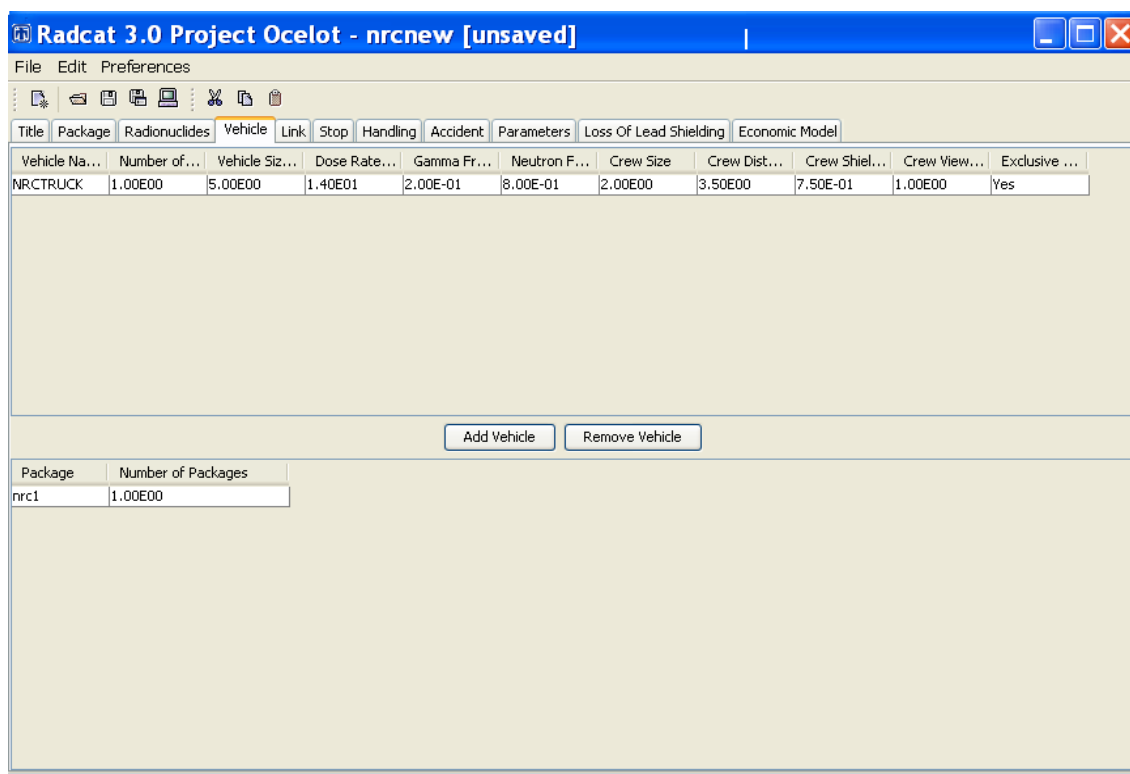 Radcat 3.0 Project Ocelot - nrcnew [unsaved]
File Edit Preferences
Title Package Radionuclides Vehicle Link Stop Handling Accident Parameters Loss Of Lead Shielding Economic Model
Vehicle Na... Number of... Vehicle Siz... Dose Rate... Gamma Fr... Neutron F... Crew Size Crew Dist... Crew Shiel... Crew View... Exclusive ...
NRCTRUCK 1.00E00 5.00E00 1.40E01 2.00E-01 8.00E-01 2.00E00 3.50E00 7.50E-01 1.00E00 Yes
Add Vehicle Remove Vehicle
Package Number of Packages
nrc1 1.00E00